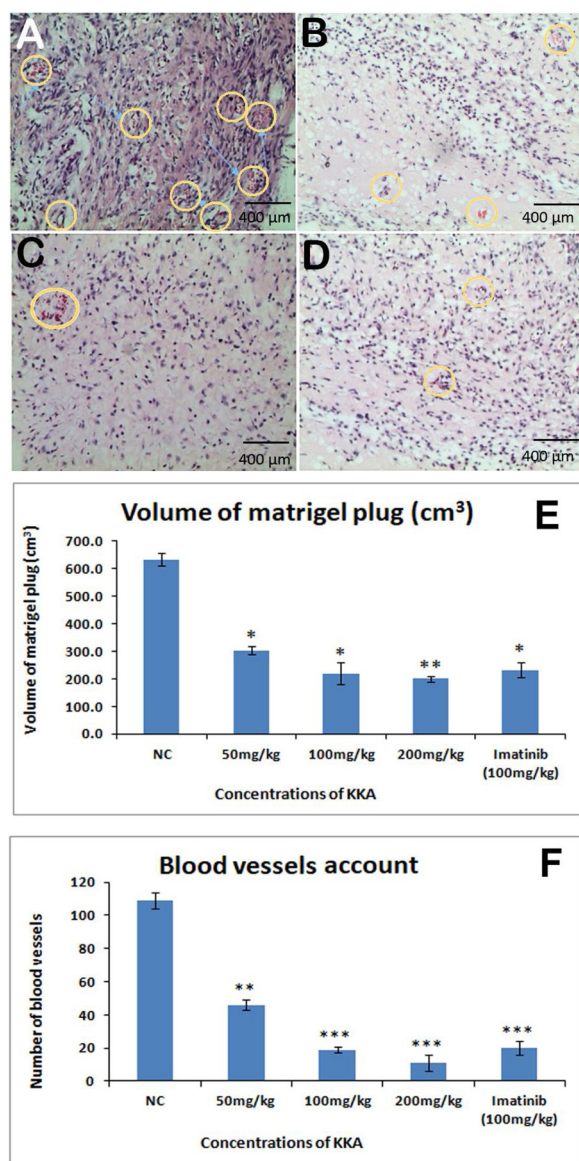 A
B
400 µm
400 µm
C
D
400 µm
400 µm
Volume of matrigel plug (cm³)
E
Volume of matrigel plug (cm³)
700.0
600.0
500.0
400.0
300.0
200.0
100.0
0.0
*
*
**
*
NC
50mg/kg
100mg/kg
200mg/kg
Imatinib
(100mg/kg)
Concentrations of KKA
Blood vessels account
F
Number of blood vessels
120
100
80
60
40
20
0
**
***
***
***
NC
50mg/kg
100mg/kg
200mg/kg
Imatinib
(100mg/kg)
Concentrations of KKA